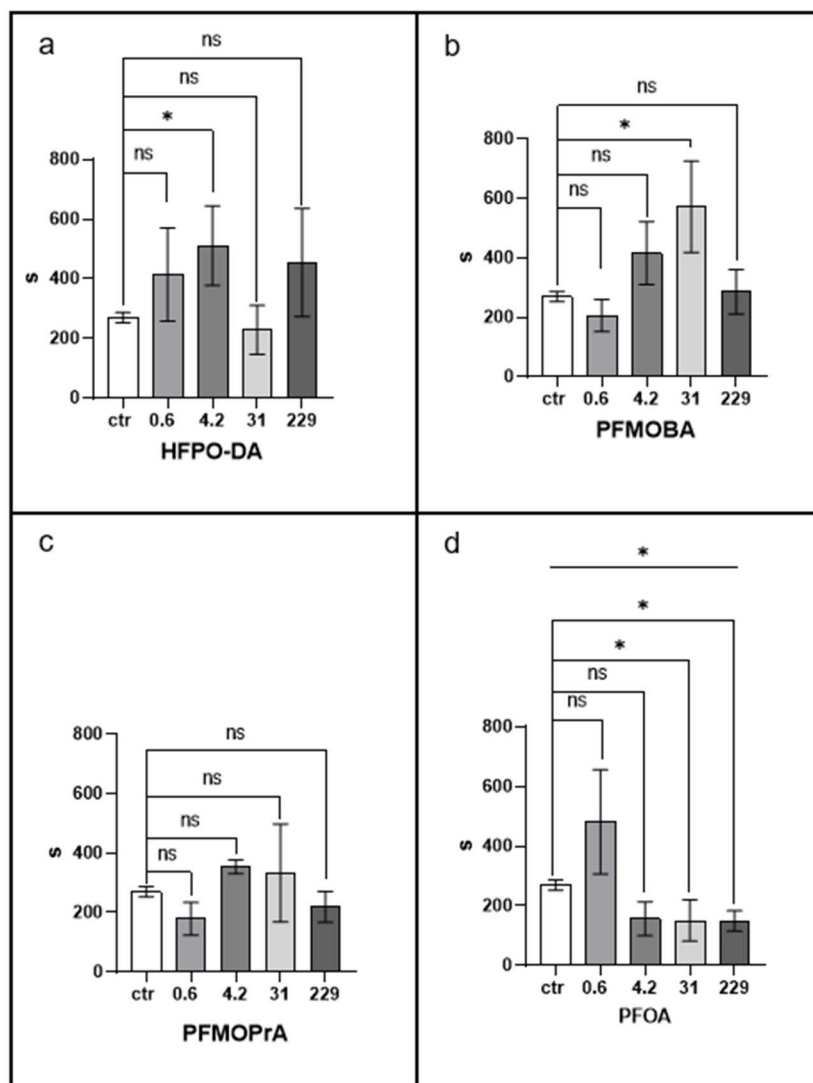 a
ns
ns
*
ns
800
600
400
200
0
s
ctr 0.6 4.2 31 229
HFPO-DA
b
ns
*
ns
ns
800
600
400
200
0
s
ctr 0.6 4.2 31 229
PFMOBA
c
ns
ns
ns
ns
800
600
400
200
0
s
ctr 0.6 4.2 31 229
PFMOPrA
d
*
*
*
ns
ns
800
600
400
200
0
s
ctr 0.6 4.2 31 229
PFOA